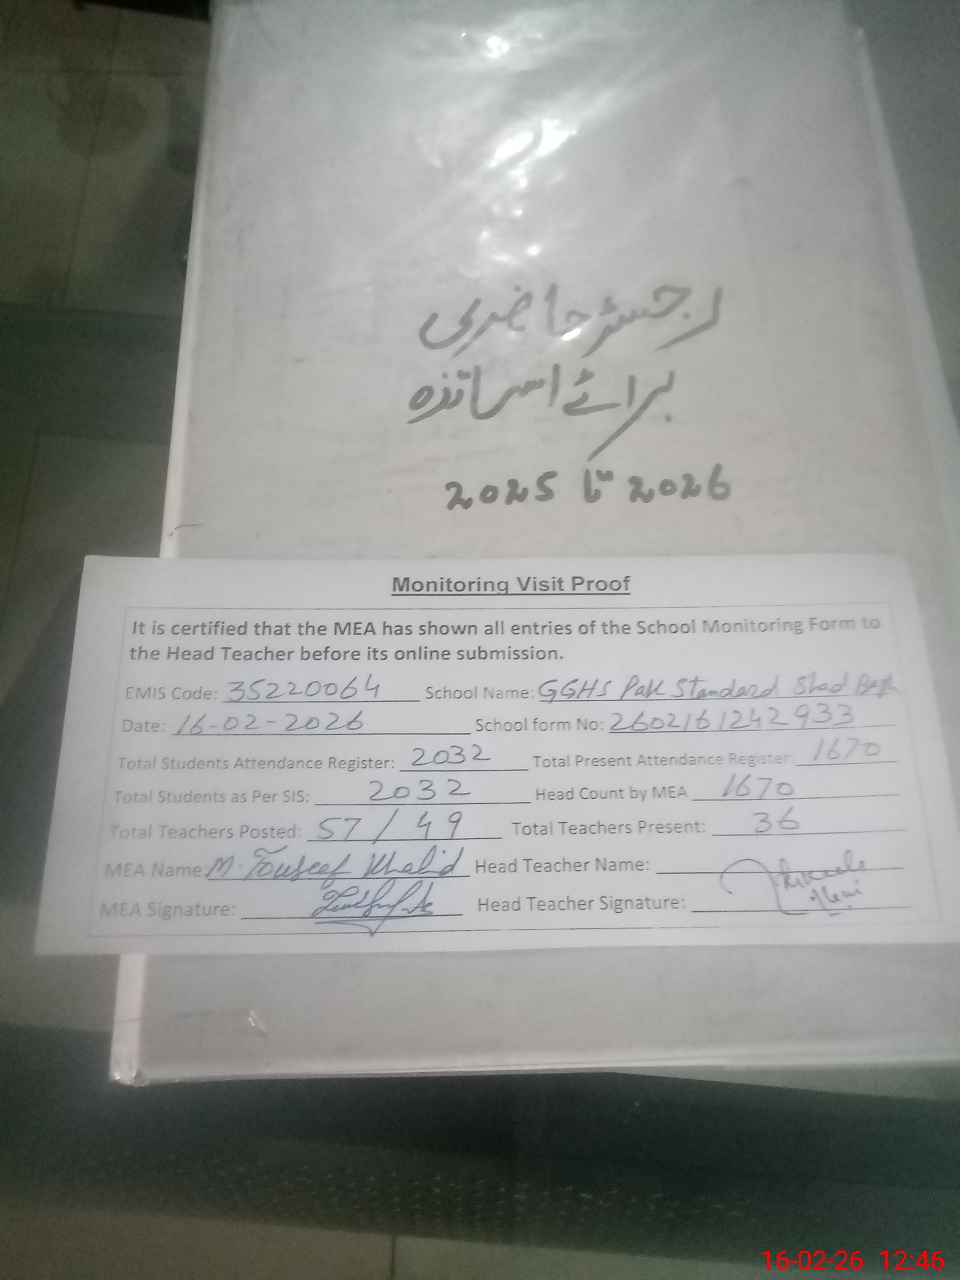 رجسٹر حاضری
برائے اساتذہ
2025 تا 2026
Monitoring Visit Proof
It is certified that the MEA has shown all entries of the School Monitoring Form to
the Head Teacher before its online submission.
EMIS Code: 35220064 School Name: GGHS Pak Standard Shad Bagh
Date: 16-02-2026 School form No: 2602161242933
Total Students Attendance Register: 2032 Total Present Attendance Register: 1670
Total Students as Per SIS: 2032 Head Count by MEA 1670
Total Teachers Posted: 57/49 Total Teachers Present: 36
MEA Name: M. Touseef Khalid Head Teacher Name:
MEA Signature: Head Teacher Signature:
16-02-26 12:46